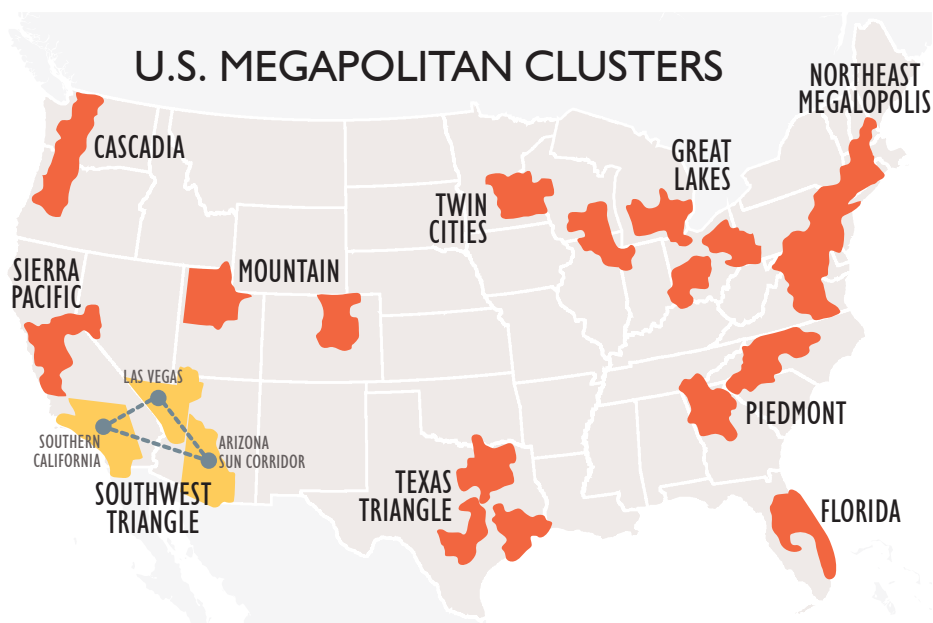 U.S. MEGAPOLITAN CLUSTERS
NORTHEAST
MEGALOPOLIS
CASCADIA
GREAT
LAKES
TWIN
CITIES
SIERRA
PACIFIC
MOUNTAIN
LAS VEGAS
SOUTHERN
CALIFORNIA
ARIZONA
SUN CORRIDOR
SOUTHWEST
TRIANGLE
TEXAS
TRIANGLE
PIEDMONT
FLORIDA